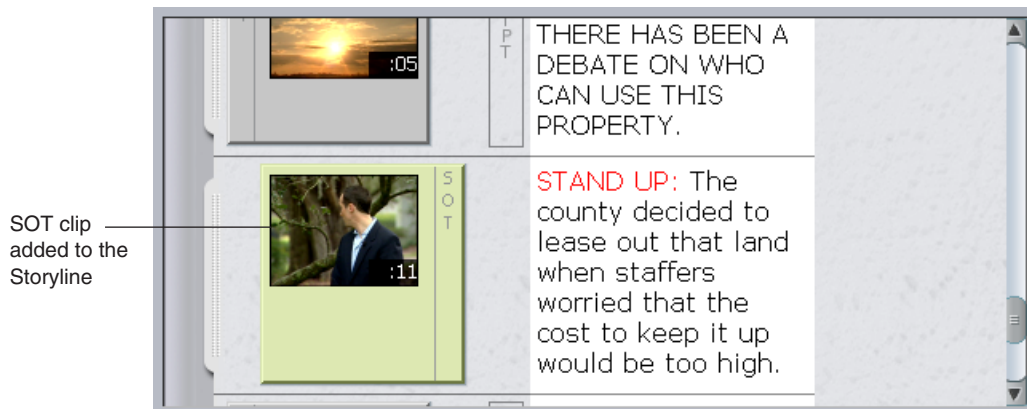 THERE HAS BEEN A
DEBATE ON WHO
CAN USE THIS
PROPERTY.
:05
P
T
STAND UP: The
county decided to
lease out that land
when staffers
worried that the
cost to keep it up
would be too high.
:11
S
O
T
SOT clip
added to the
Storyline